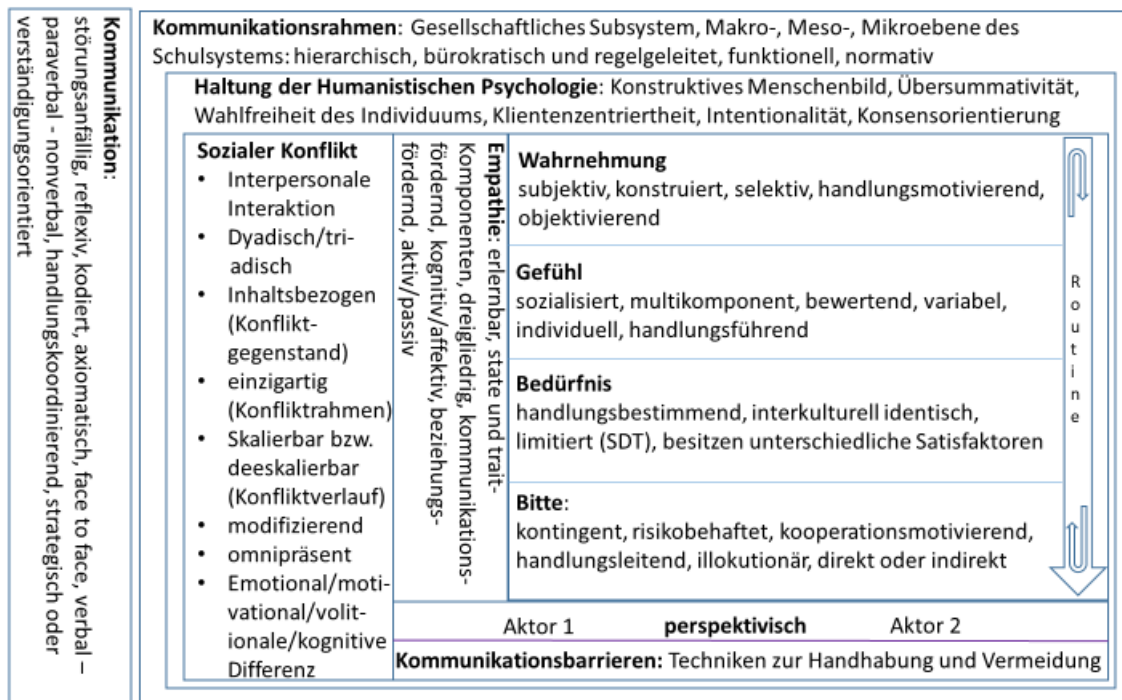 Kommunikation:
störungsanfällig, reflexiv, kodiert, axiomatisch, face to face, verbal –
paraverbal - nonverbal, handlungskoordinierend, strategisch oder
verständigungsorientiert
Kommunikationsrahmen: Gesellschaftliches Subsystem, Makro-, Meso-, Mikroebene des
Schulsystems: hierarchisch, bürokratisch und regelgeleitet, funktionell, normativ
Haltung der Humanistischen Psychologie: Konstruktives Menschenbild, Übersummativität,
Wahlfreiheit des Individuums, Klientenzentriertheit, Intentionalität, Konsensorientierung
Sozialer Konflikt
• Interpersonale
Interaktion
• Dyadisch/tri-
adisch
• Inhaltsbezogen
(Konflikt-
gegenstand)
• einzigartig
(Konfliktrahmen)
• Skalierbar bzw.
deeskalierbar
(Konfliktverlauf)
• modifizierend
• omnipräsent
• Emotional/moti-
vational/volit-
ionale/kognitive
Differenz
Empathie: erlernbar, state und trait-
Komponenten, dreigliedrig, kommunikations-
fördernd, kognitiv/affektiv, beziehungs-
fördernd, aktiv/passiv
Wahrnehmung
subjektiv, konstruiert, selektiv, handlungsmotivierend,
objektivierend
Gefühl
sozialisiert, multikomponent, bewertend, variabel,
individuell, handlungsführend
Bedürfnis
handlungsbestimmend, interkulturell identisch,
limitiert (SDT), besitzen unterschiedliche Satisfaktoren
Bitte:
kontingent, risikobehaftet, kooperationsmotivierend,
handlungsleitend, illokutionär, direkt oder indirekt
Routine
Aktor 1 perspektivisch Aktor 2
Kommunikationsbarrieren: Techniken zur Handhabung und Vermeidung